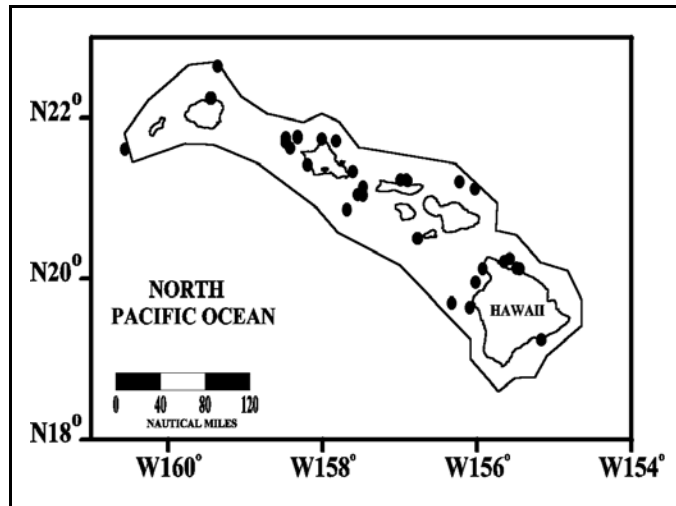 N22°
N20°
N18°
NORTH
PACIFIC OCEAN
HAWAII
0 40 80 120
NAUTICAL MILES
W160° W158° W156° W154°